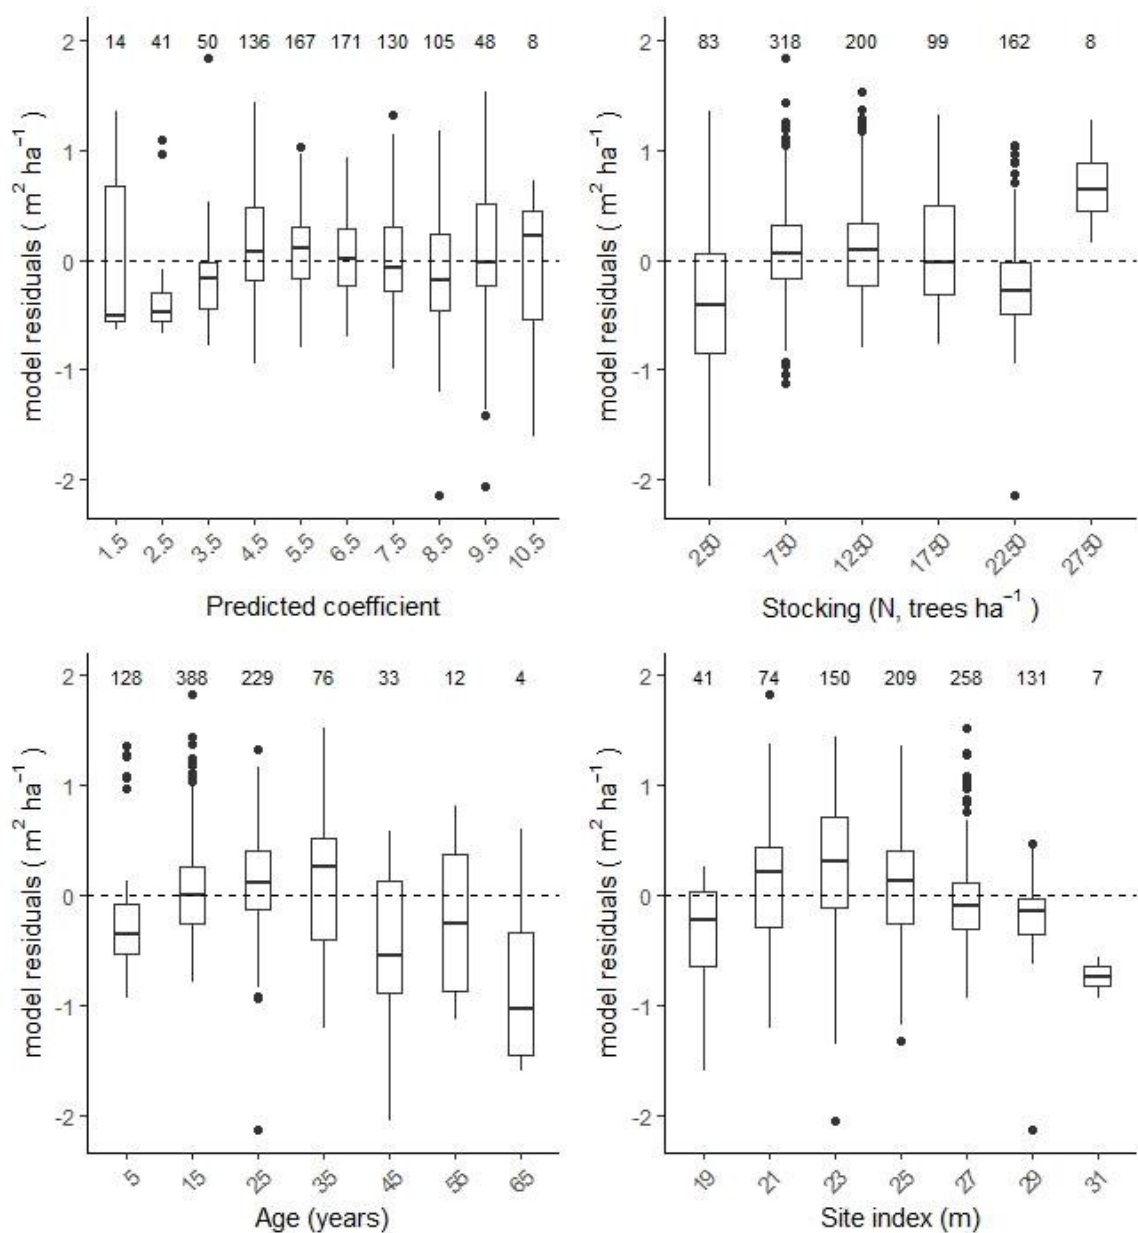 model residuals ( m² ha⁻¹ )
2
1
0
-1
-2
14 41 50 136 167 171 130 105 48 8
1.5 2.5 3.5 4.5 5.5 6.5 7.5 8.5 9.5 10.5
Predicted coefficient
model residuals ( m² ha⁻¹ )
2
1
0
-1
-2
83 318 200 99 162 8
250 750 1250 1750 2250 2750
Stocking (N, trees ha⁻¹ )
model residuals ( m² ha⁻¹ )
2
1
0
-1
-2
128 388 229 76 33 12 4
5 15 25 35 45 55 65
Age (years)
model residuals ( m² ha⁻¹ )
2
1
0
-1
-2
41 74 150 209 258 131 7
19 21 23 25 27 29 31
Site index (m)